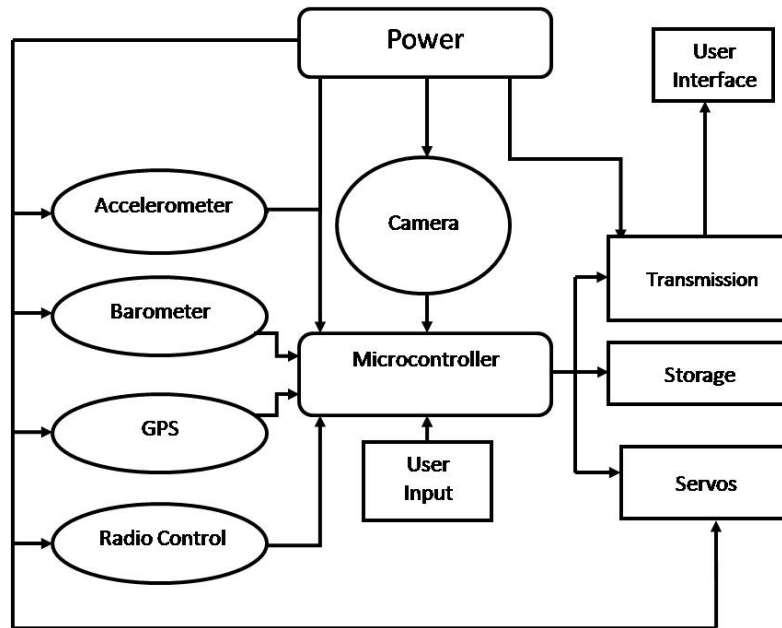 Power
User
Interface
Accelerometer
Camera
Barometer
Transmission
Microcontroller
Storage
GPS
User
Input
Servos
Radio Control